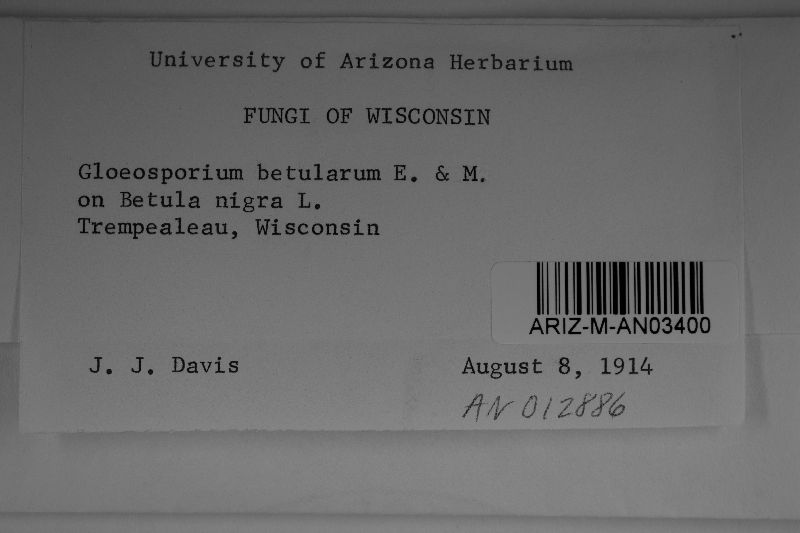 University of Arizona Herbarium
FUNGI OF WISCONSIN
Gloeosporium betularum E. & M.
on Betula nigra L.
Trempealeau, Wisconsin
ARIZ-M-AN03400
J. J. Davis
August 8, 1914
AN 012886